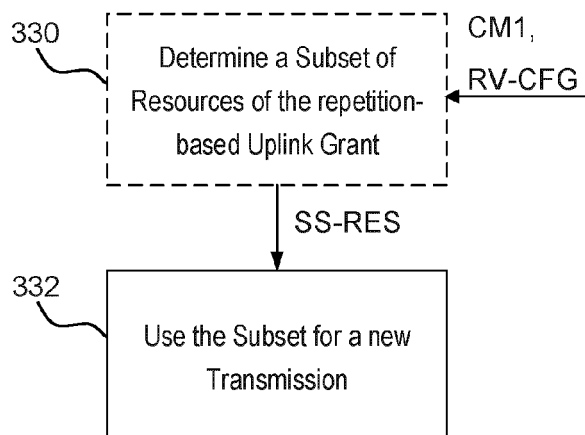 330
Determine a Subset of
Resources of the repetition-
based Uplink Grant
CM1,
RV-CFG
SS-RES
332
Use the Subset for a new
Transmission